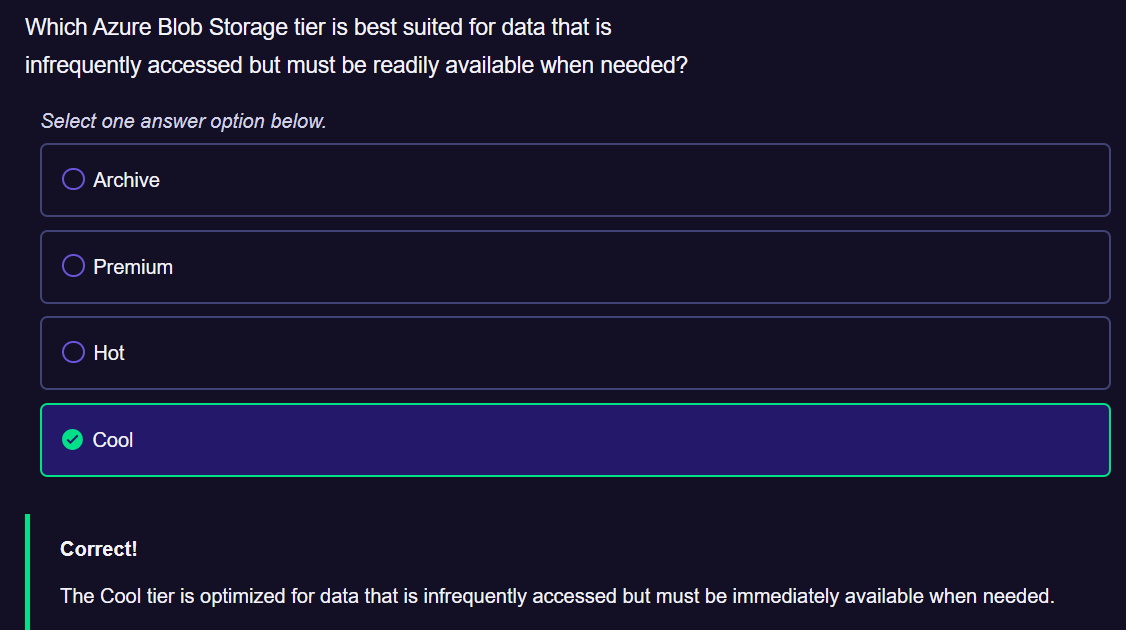 Which Azure Blob Storage tier is best suited for data that is
infrequently accessed but must be readily available when needed?
Select one answer option below.
Archive
Premium
Hot
Cool
Correct!
The Cool tier is optimized for data that is infrequently accessed but must be immediately available when needed.